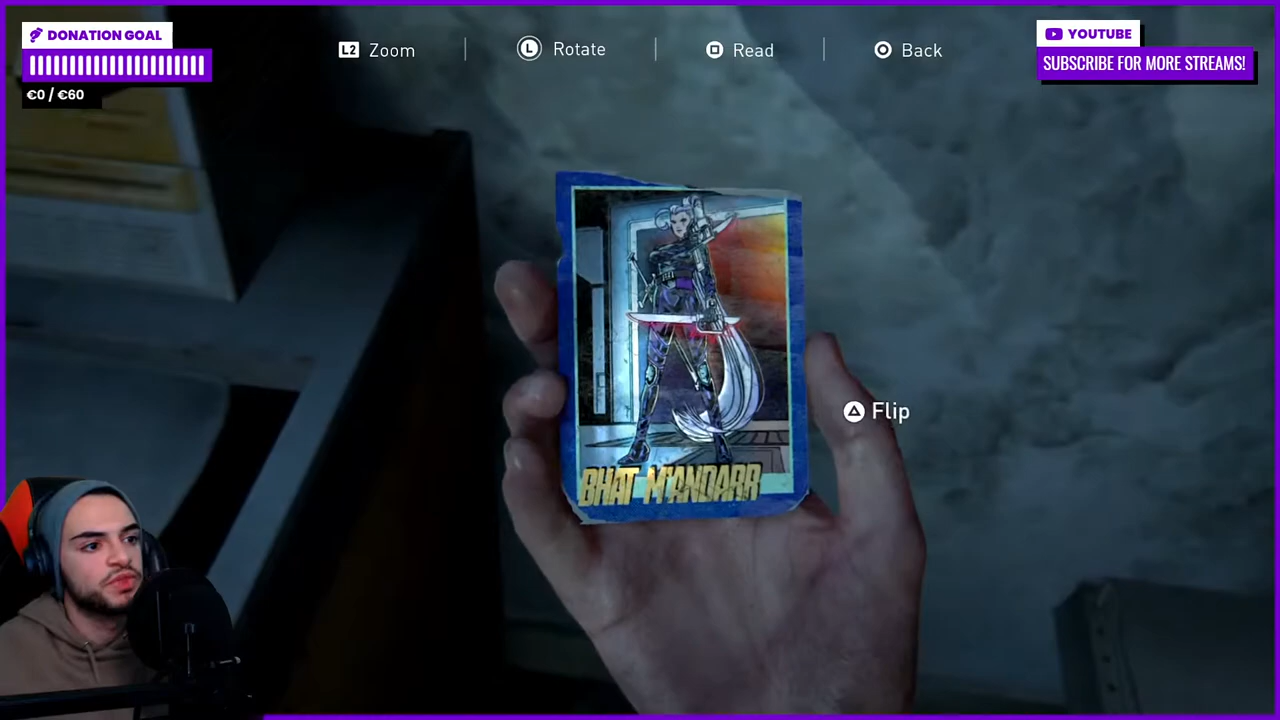 DONATION GOAL
€0 / €60
L2 Zoom
L Rotate
Read
Back
YOUTUBE
SUBSCRIBE FOR MORE STREAMS!
Flip
BHAT M'ANDARR